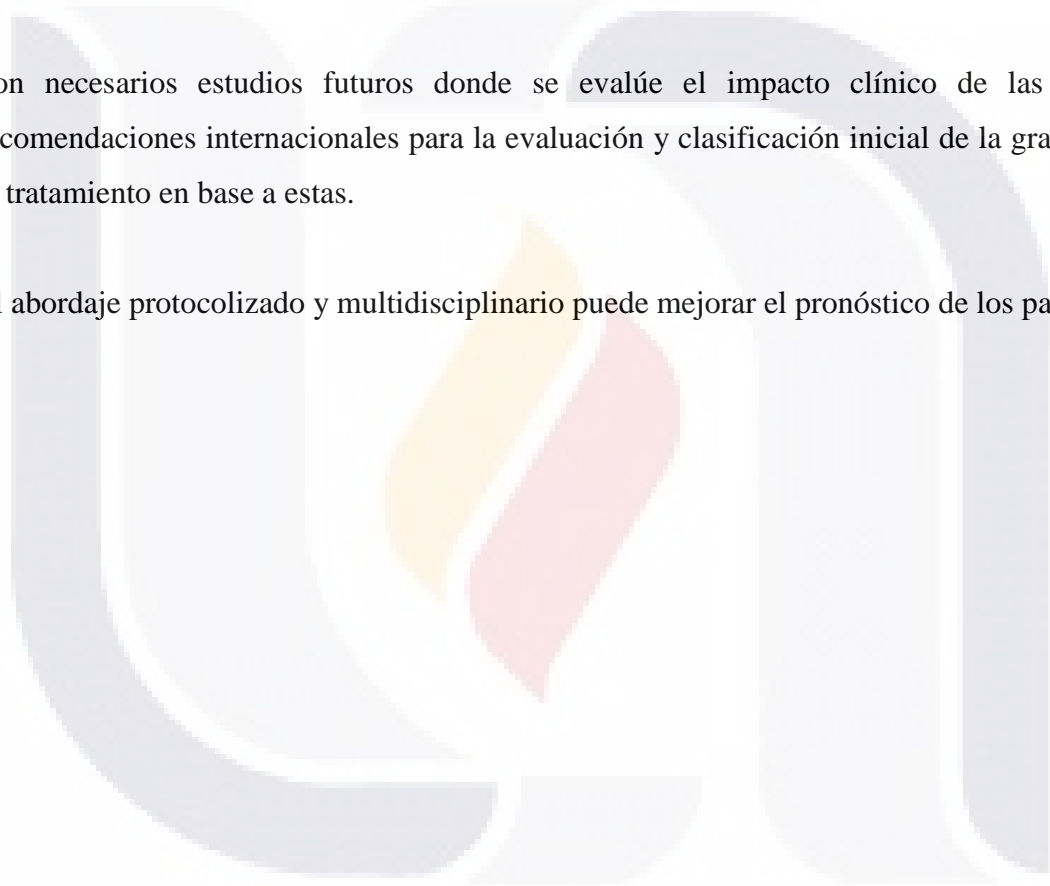 on necesarios estudios futuros donde se evalúe el impacto clínico de las
comendaciones internacionales para la evaluación y clasificación inicial de la gra
tratamiento en base a estas.
l abordaje protocolizado y multidisciplinario puede mejorar el pronóstico de los pa